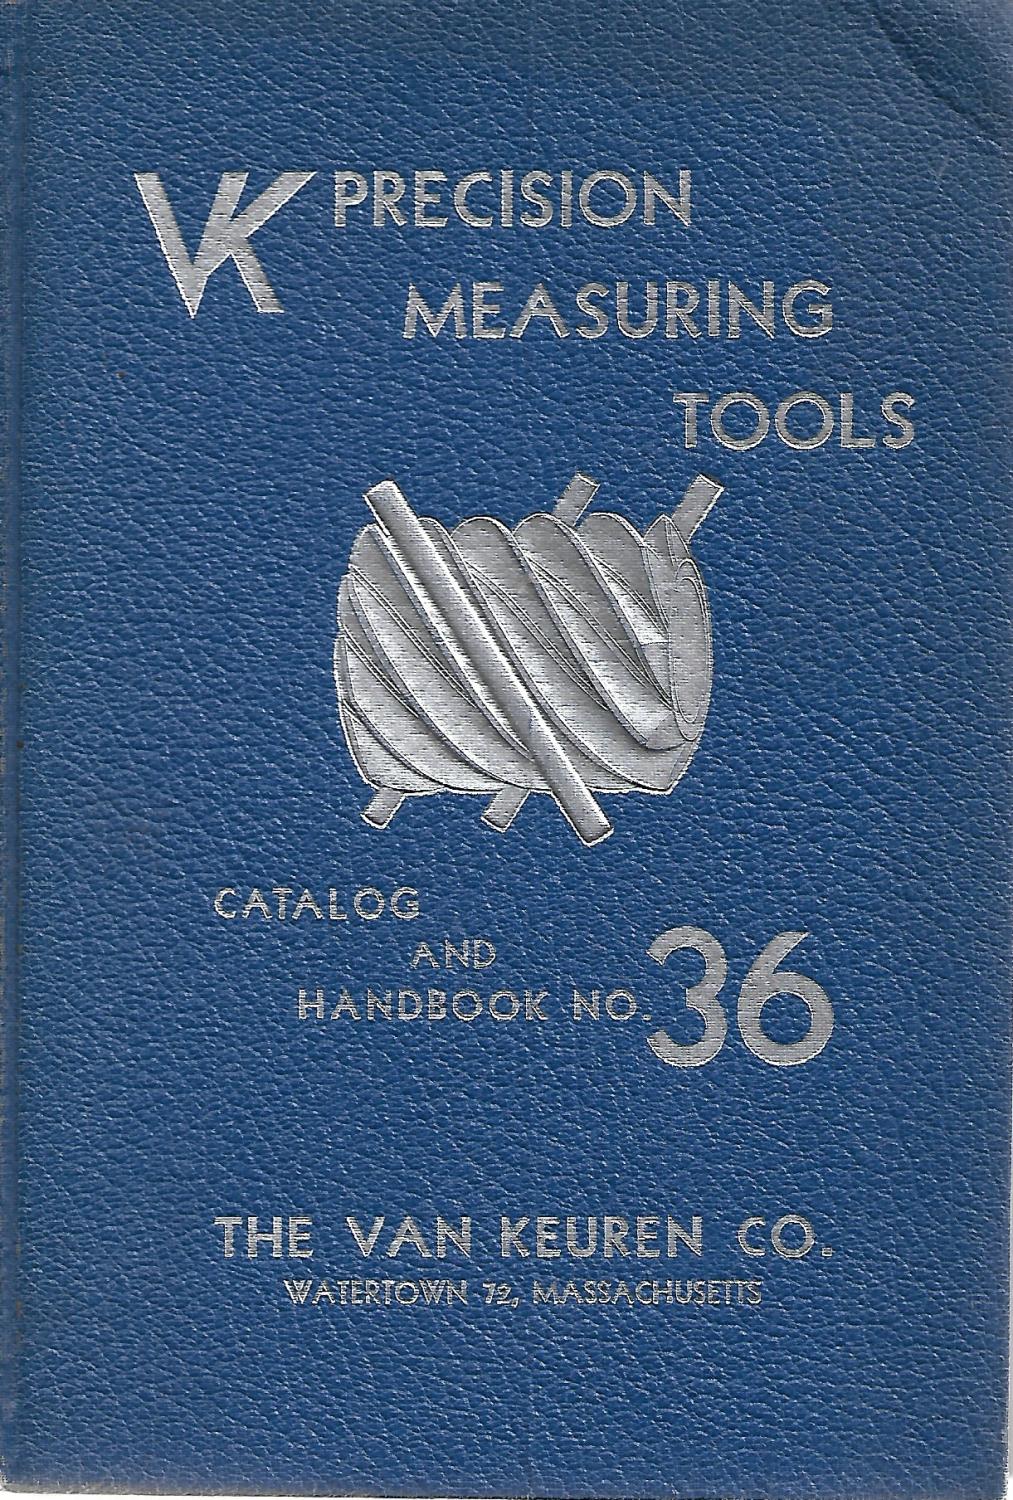 VK PRECISION
MEASURING
TOOLS
CATALOG
AND
HANDBOOK NO. 36
THE VAN KEUREN CO.
WATERTOWN 72, MASSACHUSETTS